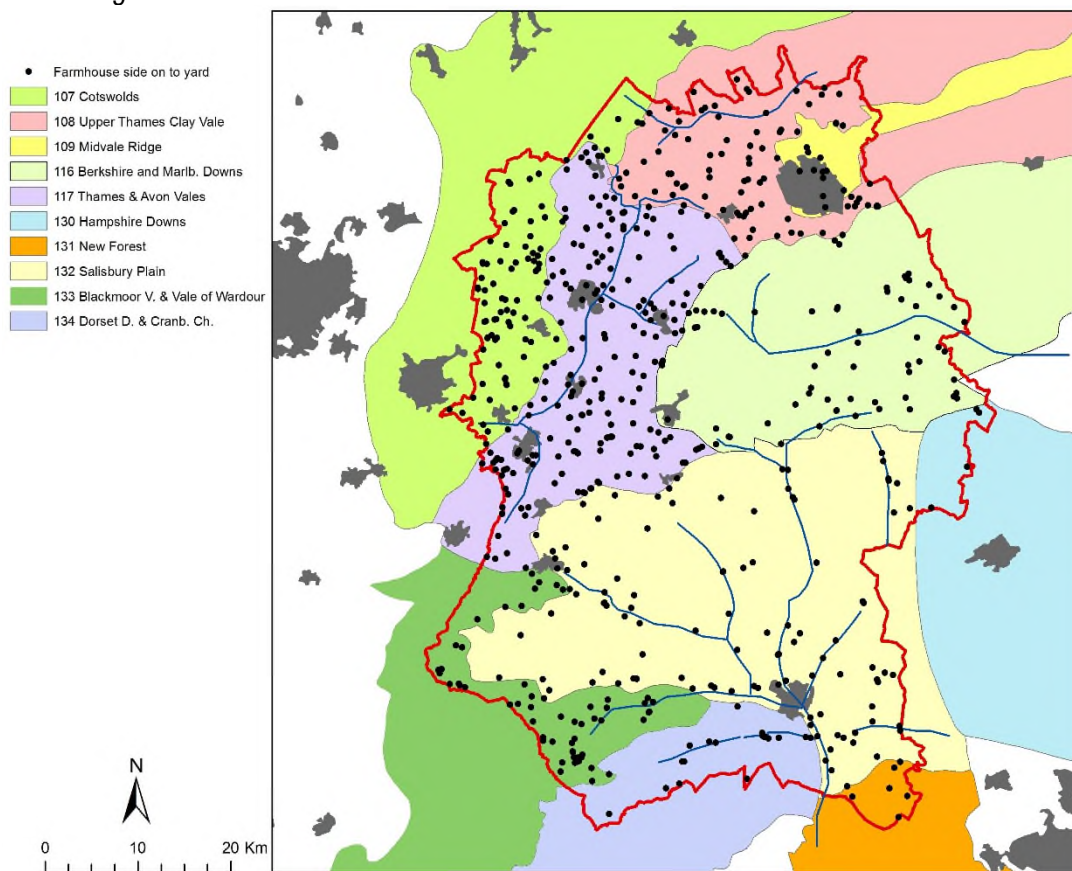 Farmhouse side on to yard
107 Cotswolds
108 Upper Thames Clay Vale
109 Midvale Ridge
116 Berkshire and Marlb. Downs
117 Thames & Avon Vales
130 Hampshire Downs
131 New Forest
132 Salisbury Plain
133 Blackmoor V. & Vale of Wardour
134 Dorset D. & Cranb. Ch.
N
0 10 20 Km